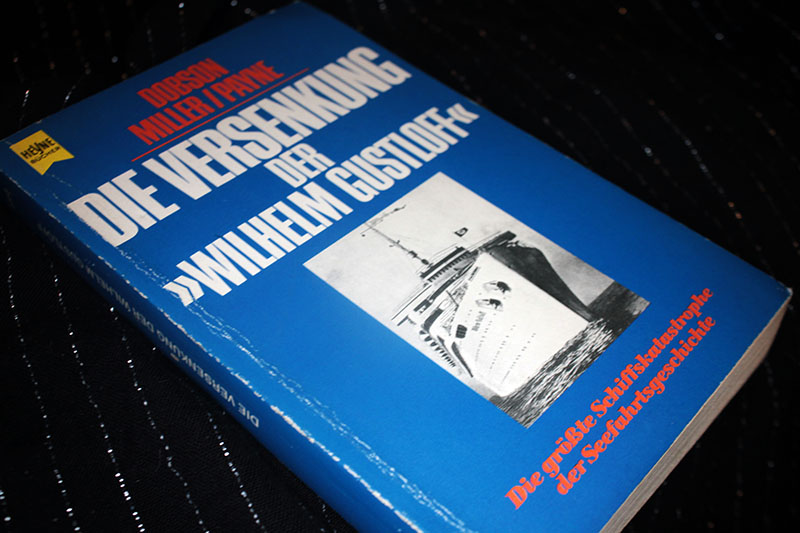 HEYNE
BÜCHER
DOBSON
MILLER/PAYNE
DIE VERSENKUNG
DER
»WILHELM GUSTLOFF«
Die größte Schiffskatastrophe
der Seefahrtsgeschichte
DIE VERSENKUNG DER WILHELM GUSTLOFF